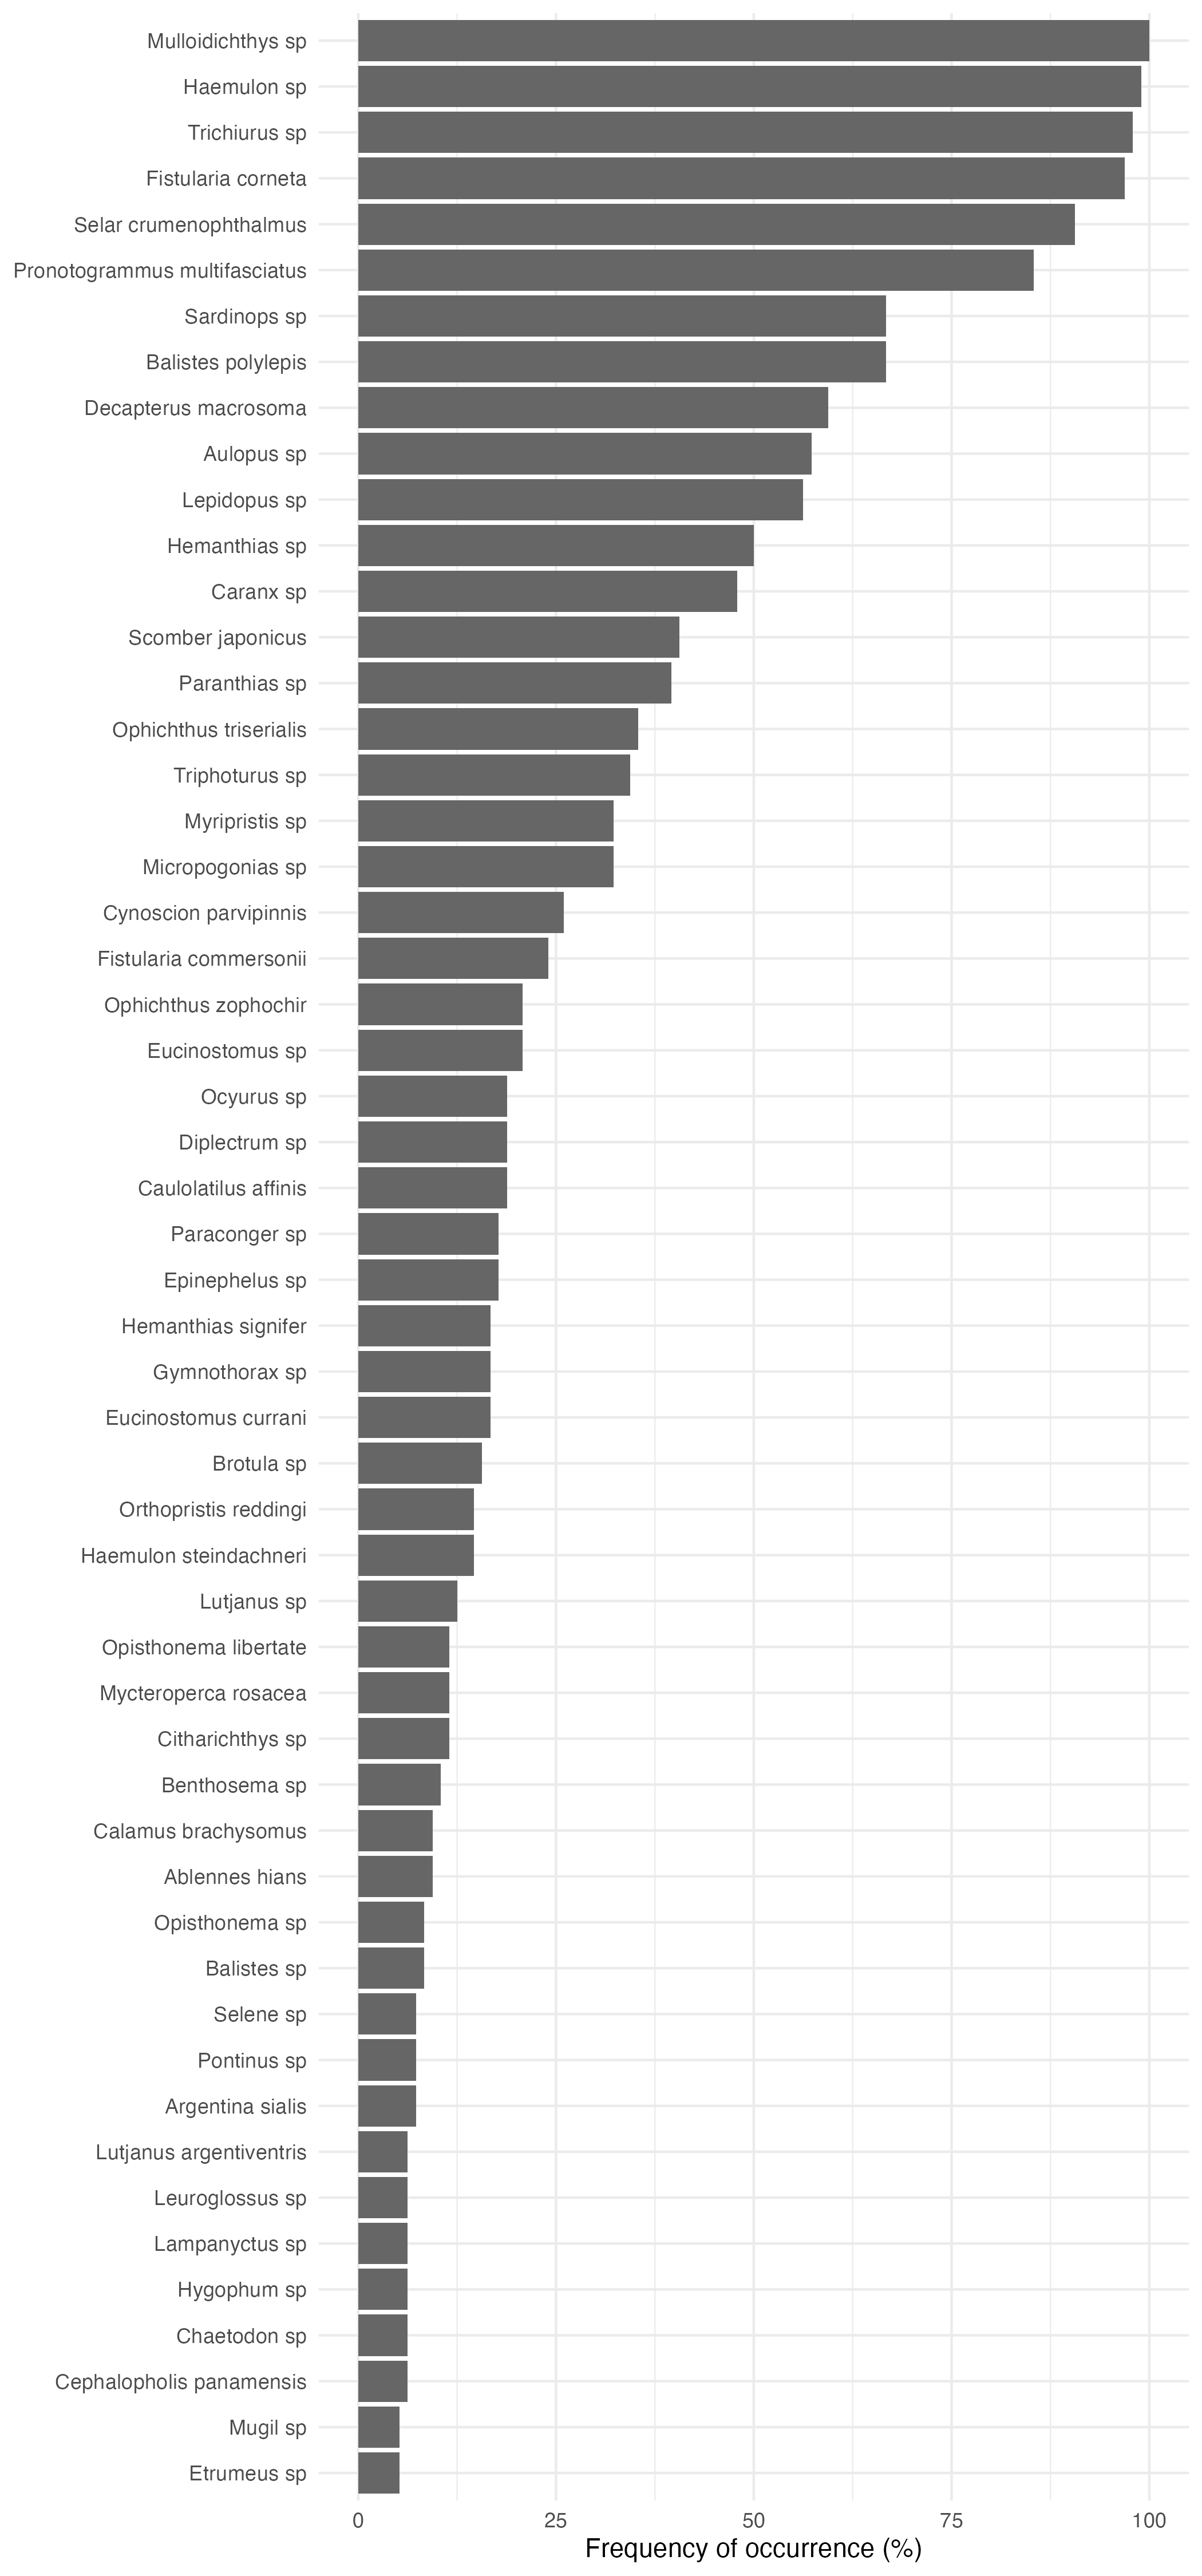 Mulloidichthys sp
Haemulon sp
Trichiurus sp
Fistularia corneta
Selar crumenophthalmus
Pronotogrammus multifasciatus
Sardinops sp
Balistes polylepis
Decapterus macrosoma
Aulopus sp
Lepidopus sp
Hemanthias sp
Caranx sp
Scomber japonicus
Paranthias sp
Ophichthus triserialis
Triphoturus sp
Myripristis sp
Micropogonias sp
Cynoscion parvipinnis
Fistularia commersonii
Ophichthus zophochir
Eucinostomus sp
Ocyurus sp
Diplectrum sp
Caulolatilus affinis
Paraconger sp
Epinephelus sp
Hemanthias signifer
Gymnothorax sp
Eucinostomus currani
Brotula sp
Orthopristis reddingi
Haemulon steindachneri
Lutjanus sp
Opisthonema libertate
Mycteroperca rosacea
Citharichthys sp
Benthosema sp
Calamus brachysomus
Ablennes hians
Opisthonema sp
Balistes sp
Selene sp
Pontinus sp
Argentina sialis
Lutjanus argentiventris
Leuroglossus sp
Lampanyctus sp
Hygophum sp
Chaetodon sp
Cephalopholis panamensis
Mugil sp
Etrumeus sp
0 25 50 75 100
Frequency of occurrence (%)